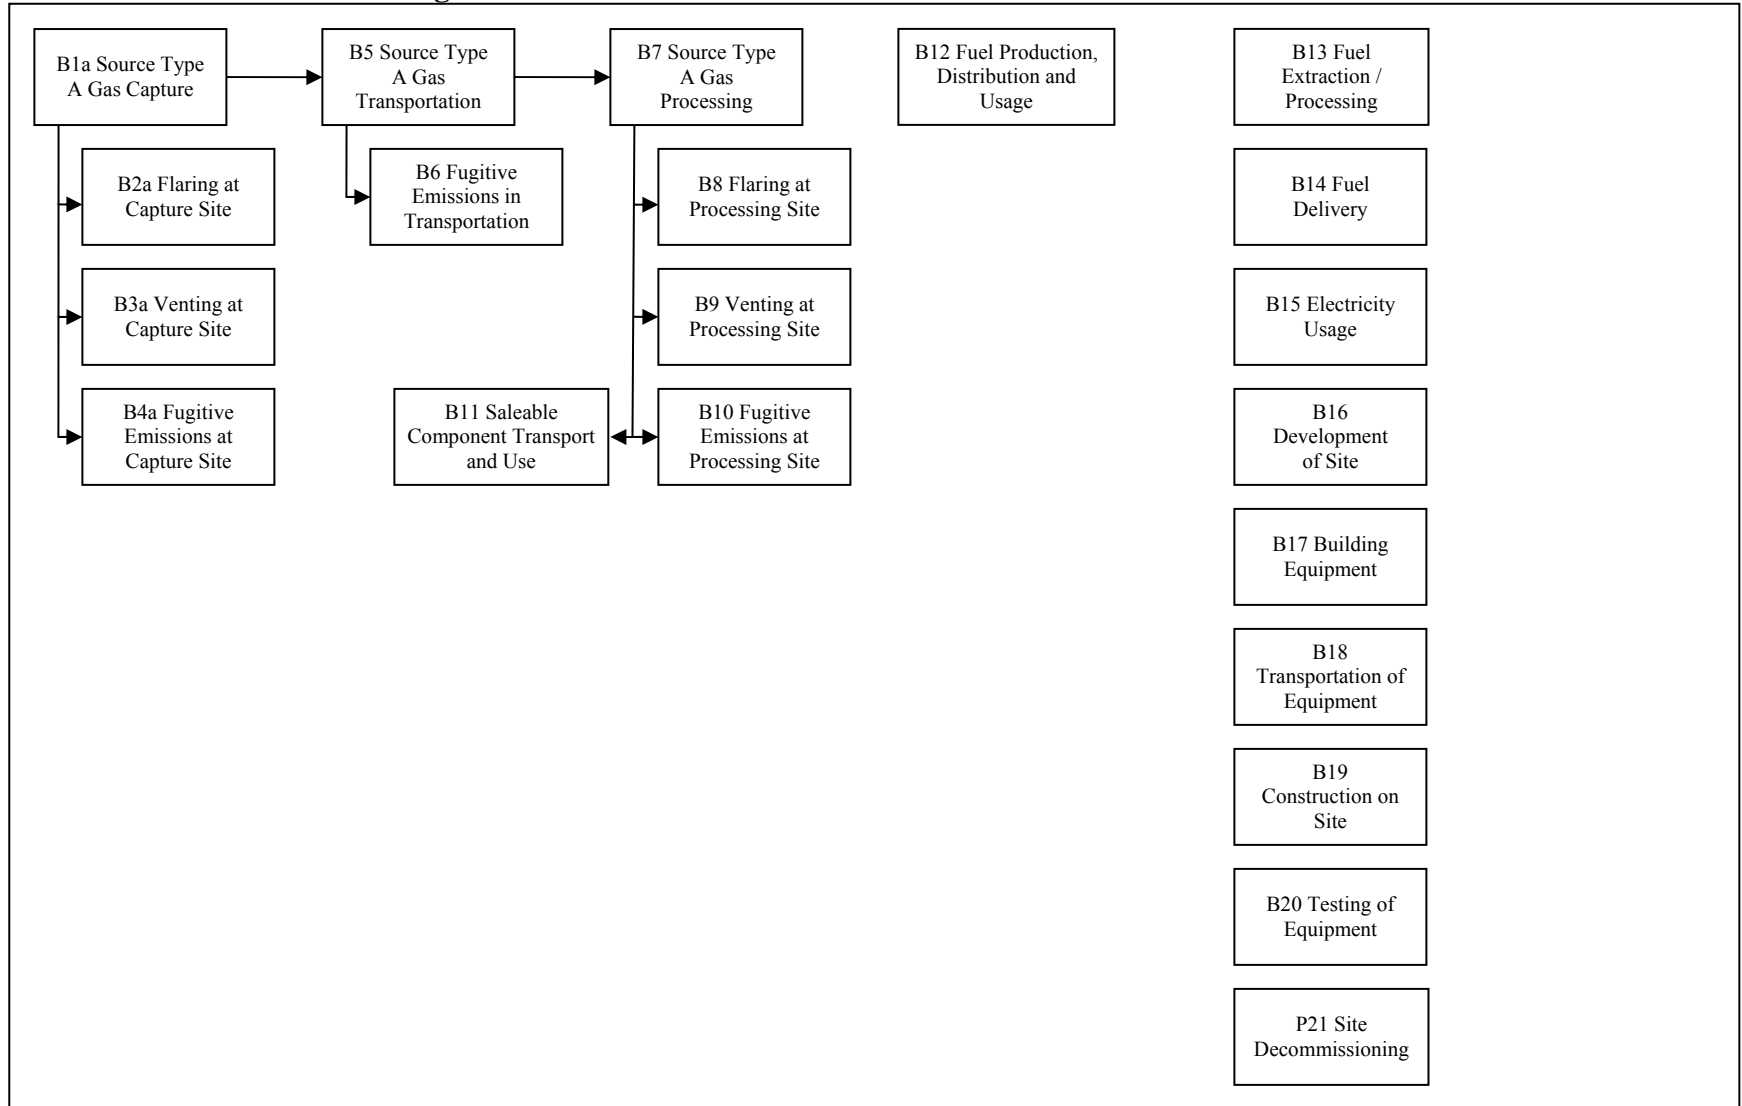 B1a Source Type
A Gas Capture
B5 Source Type
A Gas
Transportation
B7 Source Type
A Gas
Processing
B12 Fuel Production,
Distribution and
Usage
B13 Fuel
Extraction /
Processing
B2a Flaring at
Capture Site
B6 Fugitive
Emissions in
Transportation
B8 Flaring at
Processing Site
B14 Fuel
Delivery
B3a Venting at
Capture Site
B9 Venting at
Processing Site
B15 Electricity
Usage
B4a Fugitive
Emissions at
Capture Site
B11 Saleable
Component Transport
and Use
B10 Fugitive
Emissions at
Processing Site
B16
Development
of Site
B17 Building
Equipment
B18
Transportation of
Equipment
B19
Construction on
Site
B20 Testing of
Equipment
P21 Site
Decommissioning